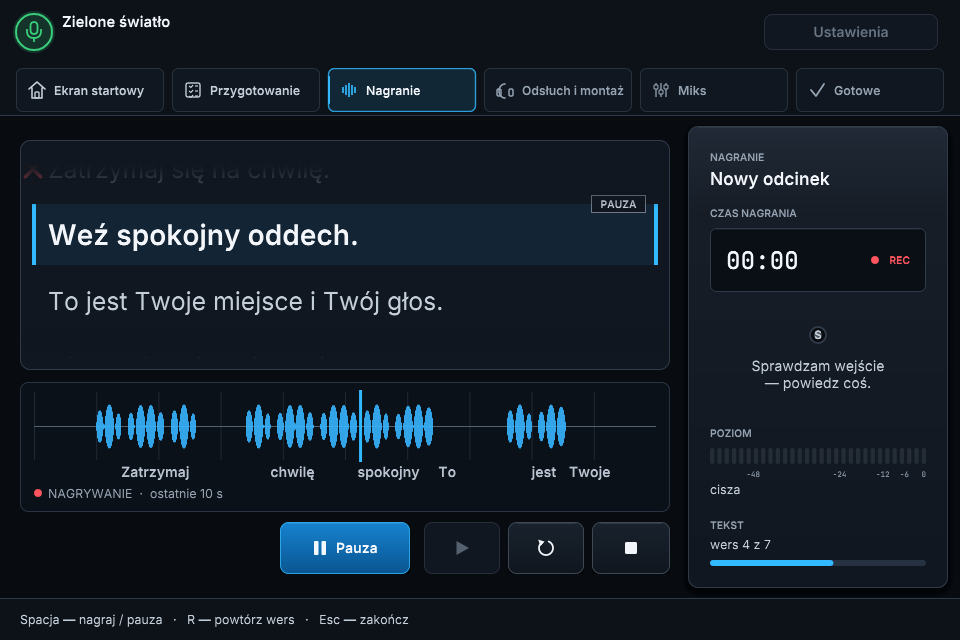 Zielone światło
Ustawienia
Ekran startowy
Przygotowanie
Nagranie
Odsłuch i montaż
Miks
Gotowe
Zatrzymaj się na chwilę.
PAUZA
Weź spokojny oddech.
To jest Twoje miejsce i Twój głos.
Zatrzymaj chwilę spokojny To jest Twoje
NAGRYWANIE · ostatnie 10 s
Pauza
NAGRANIE
Nowy odcinek
CZAS NAGRANIA
00:00 REC
S
Sprawdzam wejście
— powiedz coś.
POZIOM
-48 -24 -12 -6 0
cisza
TEKST
wers 4 z 7
Spacja — nagraj / pauza · R — powtórz wers · Esc — zakończ